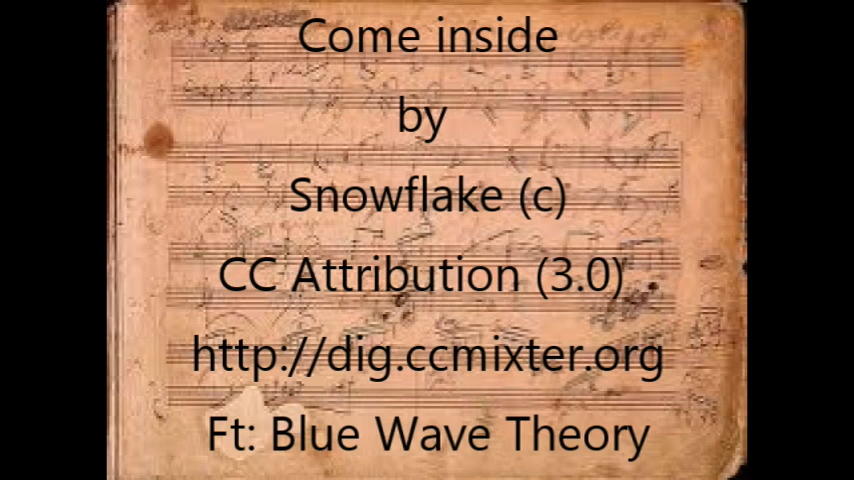 Come inside
by
Snowflake (c)
CC Attribution (3.0)
http://dig.ccmixter.org
Ft: Blue Wave Theory